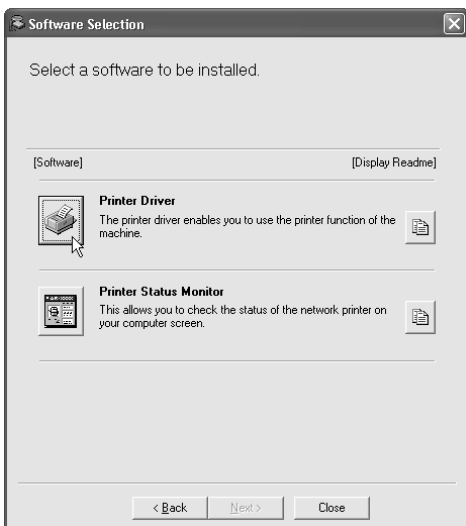 Software Selection
Select a software to be installed.
[Software] [Display Readme]
Printer Driver
The printer driver enables you to use the printer function of the
machine.
Printer Status Monitor
This allows you to check the status of the network printer on
your computer screen.
< Back Next > Close